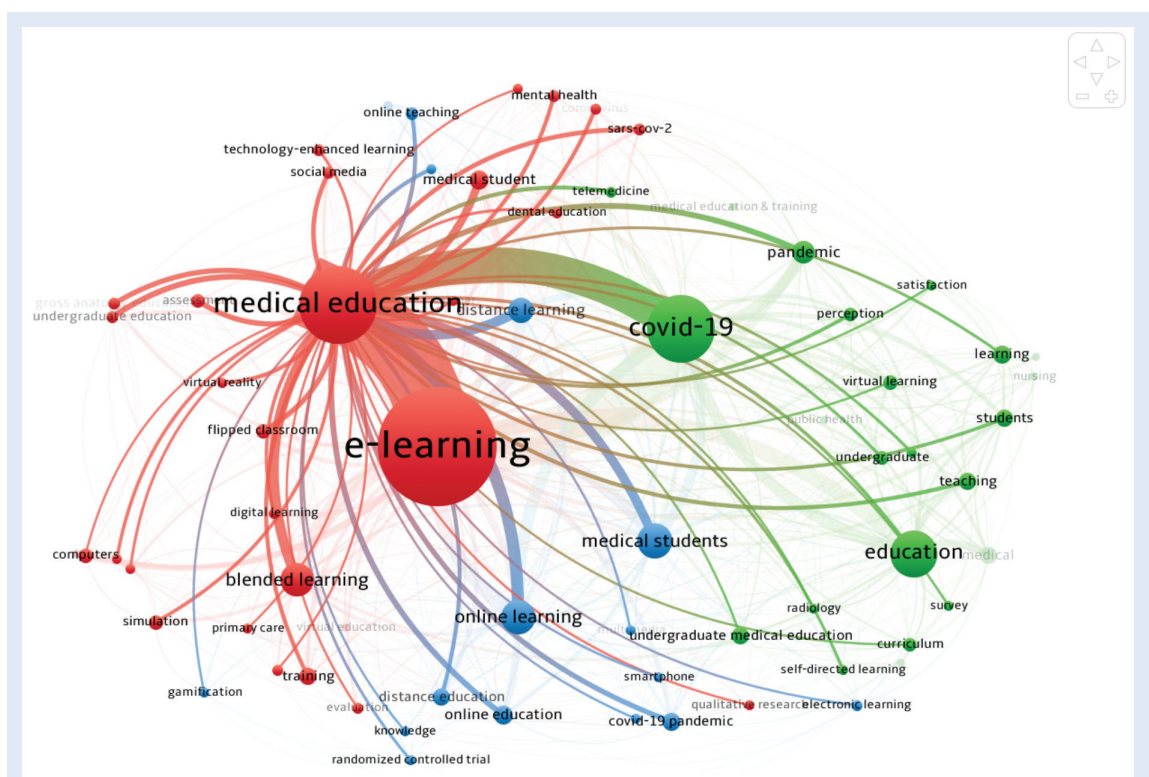 mental health
coronavirus
online teaching
sars-cov-2
technology-enhanced learning
social media
medical student
telemedicine
medical education & training
dental education
pandemic
satisfaction
gross anatomy education
assessment
medical education
distance learning
undergraduate education
perception
covid-19
learning
nursing
virtual reality
virtual learning
public health
students
flipped classroom
e-learning
undergraduate
teaching
digital learning
medical students
computers
education
medical
blended learning
radiology
survey
simulation
primary care
virtual education
online learning
multimedia
undergraduate medical education
curriculum
training
smartphone
self-directed learning
gamification
distance education
evaluation
online education
qualitative research
electronic learning
knowledge
covid-19 pandemic
randomized controlled trial